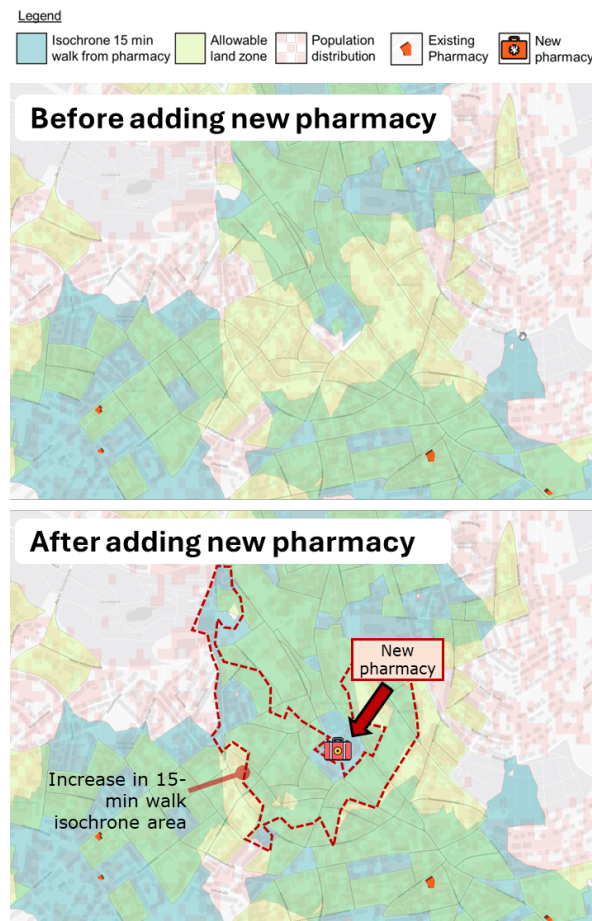 Legend
Isochrone 15 min
walk from pharmacy
Allowable
land zone
Population
distribution
Existing
Pharmacy
New
pharmacy
Before adding new pharmacy
After adding new pharmacy
New
pharmacy
Increase in 15-
min walk
isochrone area